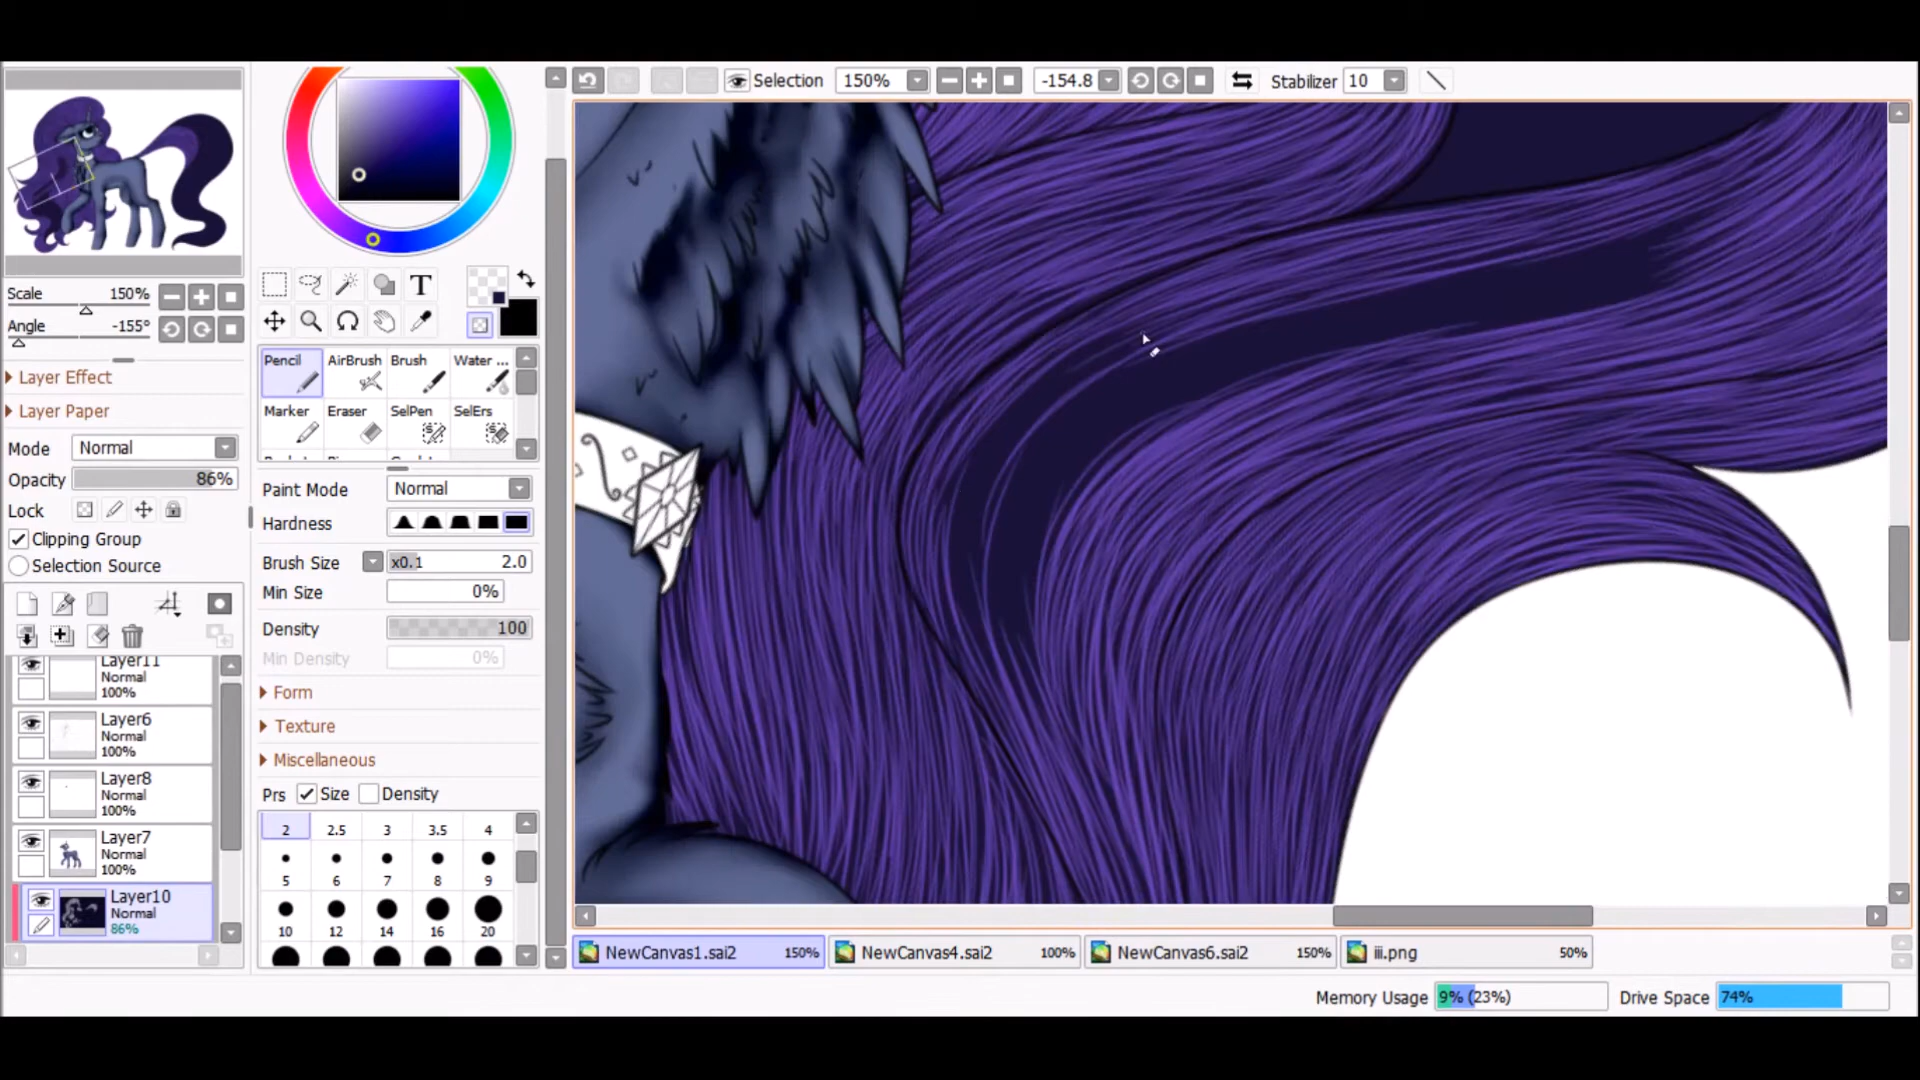 Selection 150% -154.8 Stabilizer 10
Scale 150%
Angle -155°
Layer Effect
Layer Paper
Mode Normal
Opacity 86%
Lock
Clipping Group
Selection Source
Layer11
Normal
100%
Layer6
Normal
100%
Layer8
Normal
100%
Layer7
Normal
100%
Layer10
Normal
86%
T
Pencil AirBrush Brush Water ...
Marker Eraser SelPen SelErs
Paint Mode Normal
Hardness
Brush Size x0.1 2.0
Min Size 0%
Density 100
Min Density 0%
Form
Texture
Miscellaneous
Prs Size Density
2 2.5 3 3.5 4
5 6 7 8 9
10 12 14 16 20
NewCanvas1.sai2 150% NewCanvas4.sai2 100% NewCanvas6.sai2 150% iii.png 50%
Memory Usage 9% (23%) Drive Space 74%